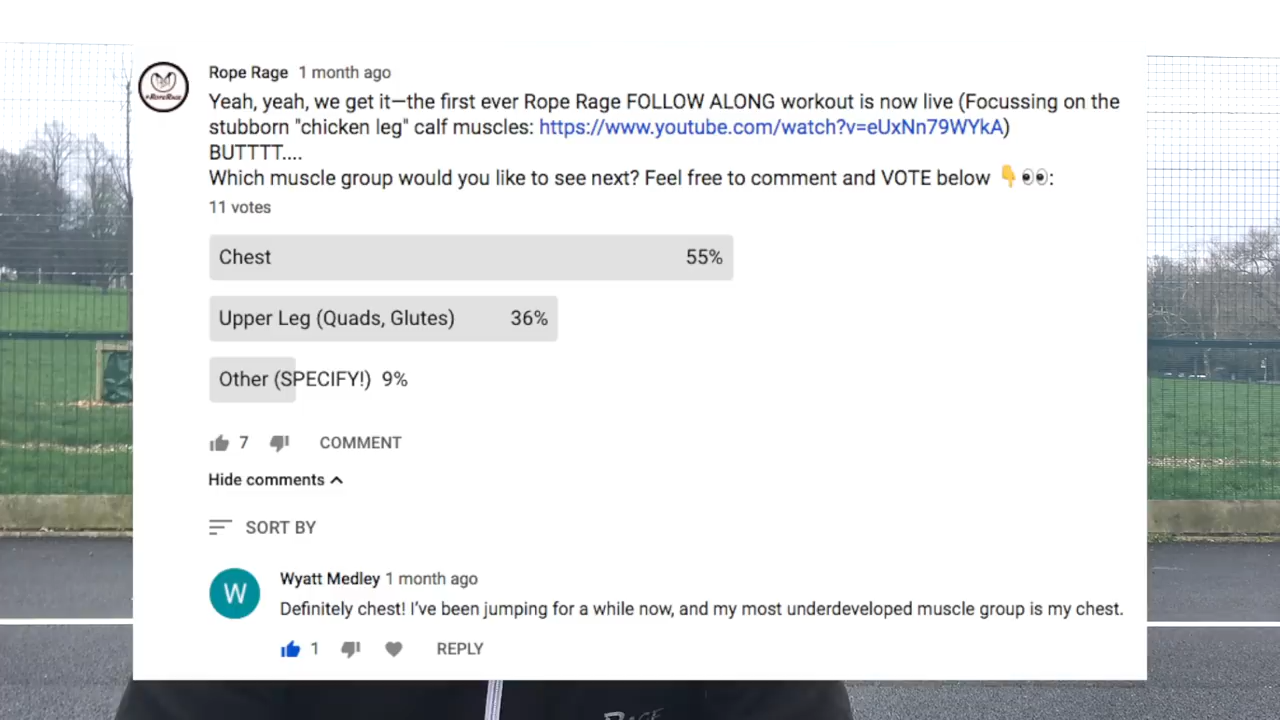 Rope Rage 1 month ago
Yeah, yeah, we get it—the first ever Rope Rage FOLLOW ALONG workout is now live (Focussing on the
stubborn "chicken leg" calf muscles: https://www.youtube.com/watch?v=eUxNn79WYkA)
BUTTTT....
Which muscle group would you like to see next? Feel free to comment and VOTE below 👇👀:
11 votes
Chest 55%
Upper Leg (Quads, Glutes) 36%
Other (SPECIFY!) 9%
7 COMMENT
Hide comments
SORT BY
W
Wyatt Medley 1 month ago
Definitely chest! I've been jumping for a while now, and my most underdeveloped muscle group is my chest.
1 REPLY
RAGE